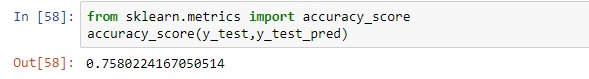 In [58]: from sklearn.metrics import accuracy_score
accuracy_score(y_test,y_test_pred)
Out[58]: 0.7580224167050514